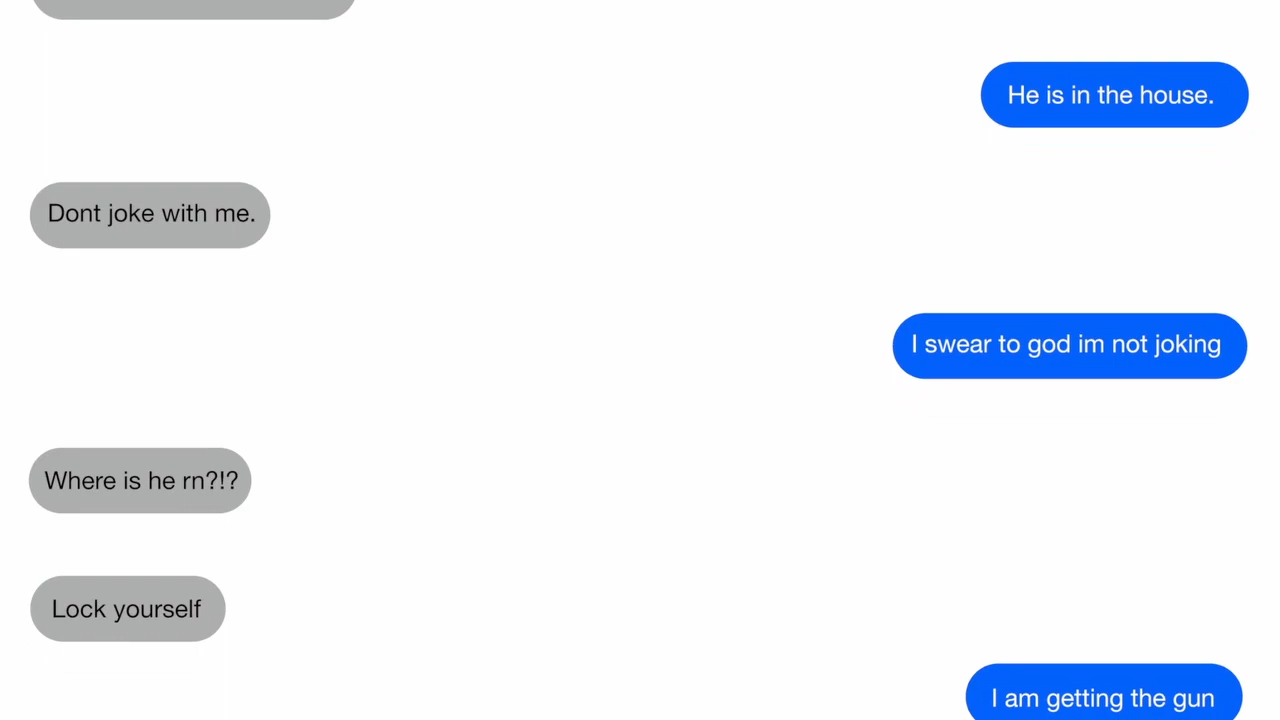 He is in the house.
Dont joke with me.
I swear to god im not joking
Where is he rn?!?
Lock yourself
I am getting the gun